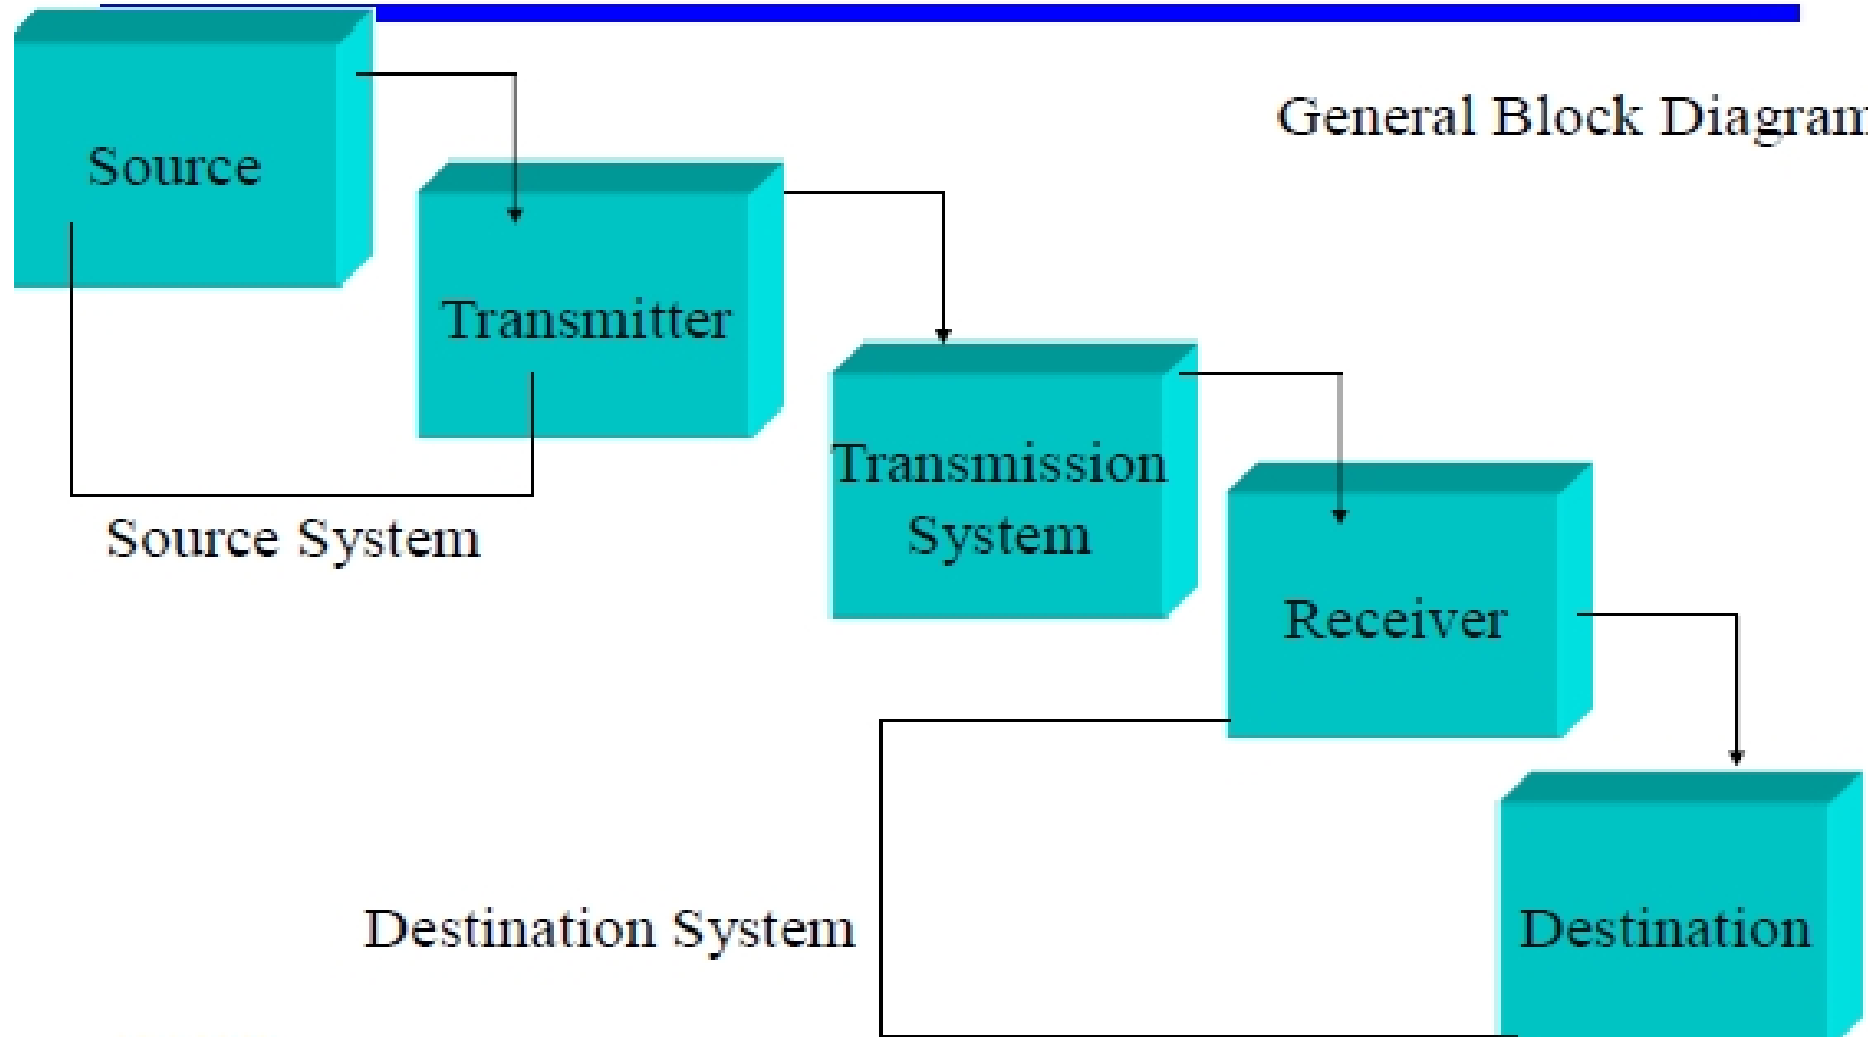 General Block Diagram
Source
Transmitter
Transmission
System
Source System
Receiver
Destination System
Destination